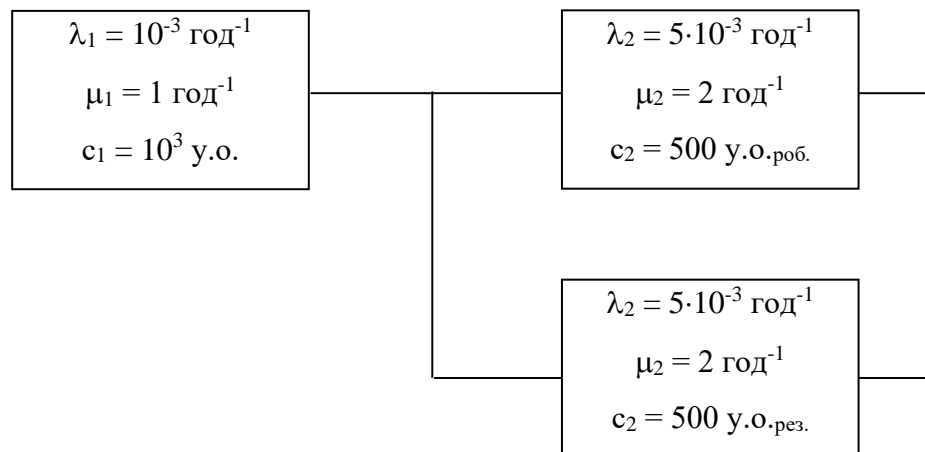 λ₁ = 10⁻³ год⁻¹
μ₁ = 1 год⁻¹
c₁ = 10³ у.о.
λ₂ = 5·10⁻³ год⁻¹
μ₂ = 2 год⁻¹
c₂ = 500 у.о.роб.
λ₂ = 5·10⁻³ год⁻¹
μ₂ = 2 год⁻¹
c₂ = 500 у.о.рез.